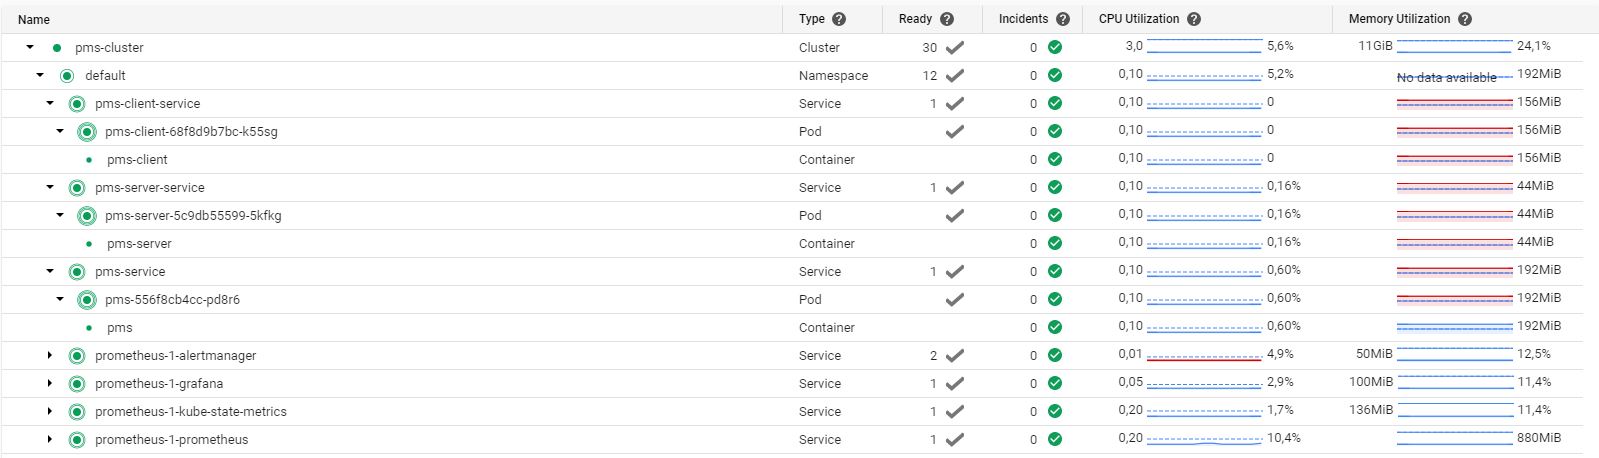 Name Type Ready Incidents CPU Utilization Memory Utilization
pms-cluster Cluster 30 0 3,0 5,6% 11GiB 24,1%
default Namespace 12 0 0,10 5,2% No data available 192MiB
pms-client-service Service 1 0 0,10 0 156MiB
pms-client-68f8d9b7bc-k55sg Pod 0 0,10 0 156MiB
pms-client Container 0 0,10 0 156MiB
pms-server-service Service 1 0 0,10 0,16% 44MiB
pms-server-5c9db55599-5kfkg Pod 0 0,10 0,16% 44MiB
pms-server Container 0 0,10 0,16% 44MiB
pms-service Service 1 0 0,10 0,60% 192MiB
pms-556f8cb4cc-pd8r6 Pod 0 0,10 0,60% 192MiB
pms Container 0 0,10 0,60% 192MiB
prometheus-1-alertmanager Service 2 0 0,01 4,9% 50MiB 12,5%
prometheus-1-grafana Service 1 0 0,05 2,9% 100MiB 11,4%
prometheus-1-kube-state-metrics Service 1 0 0,20 1,7% 136MiB 11,4%
prometheus-1-prometheus Service 1 0 0,20 10,4% 880MiB